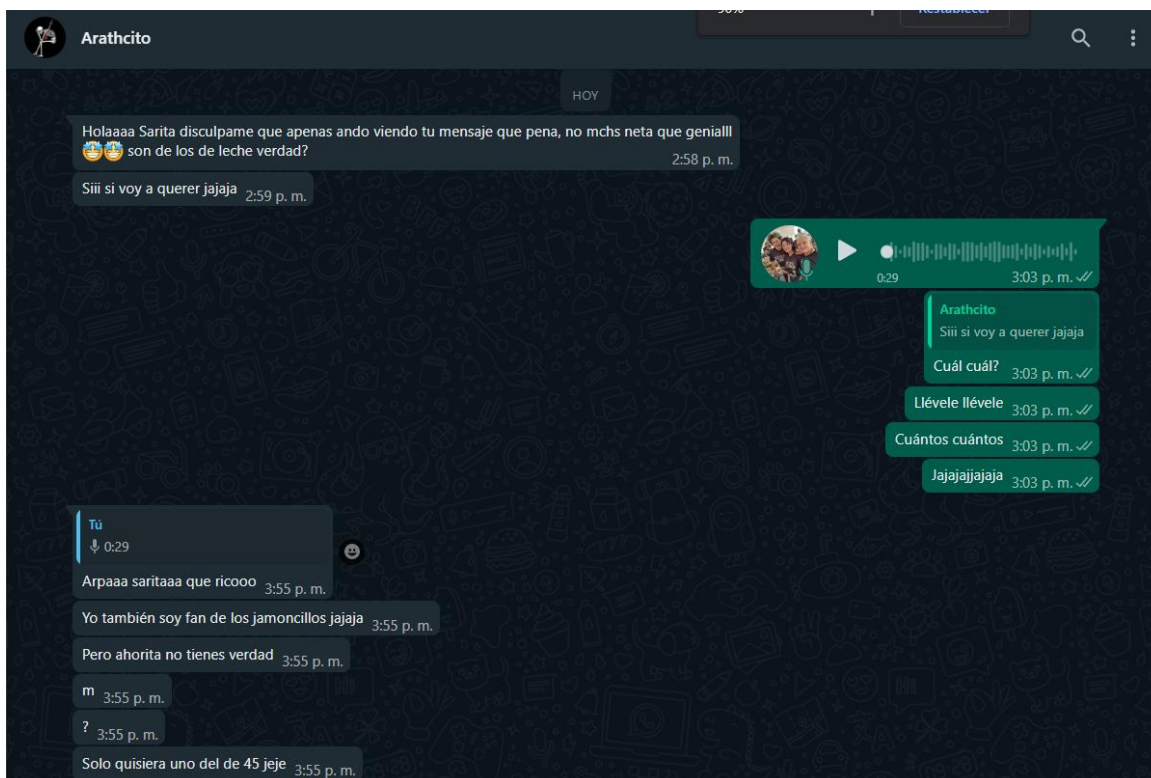 Arathcito
HOY
Holaaaa Sarita disculpame que apenas ando viendo tu mensaje que pena, no mchs neta que genialll
son de los de leche verdad?
2:58 p. m.
Siii si voy a querer jajaja 2:59 p. m.
0:29 3:03 p. m.
Arathcito
Siii si voy a querer jajaja
Cuál cuál? 3:03 p. m.
Llévele llévele 3:03 p. m.
Cuántos cuántos 3:03 p. m.
Jajajajjajaja 3:03 p. m.
Tú
0:29
Arpaaa saritaaa que ricooo 3:55 p. m.
Yo también soy fan de los jamoncillos jajaja 3:55 p. m.
Pero ahorita no tienes verdad 3:55 p. m.
m 3:55 p. m.
? 3:55 p. m.
Solo quisiera uno del de 45 jeje 3:55 p. m.